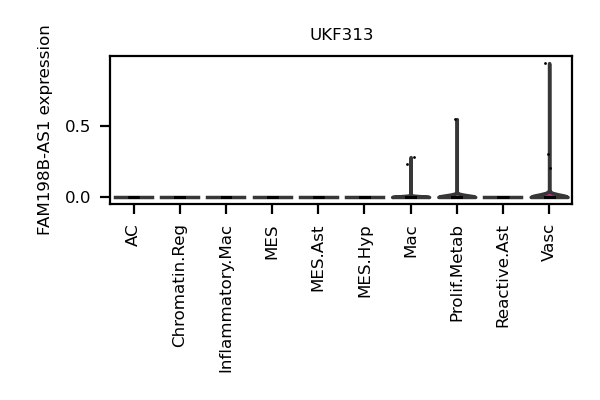 UKF313
FAM198B-AS1 expression
0.5
0.0
AC
Chromatin.Reg
Inflammatory.Mac
MES
MES.Ast
MES.Hyp
Mac
Prolif.Metab
Reactive.Ast
Vasc